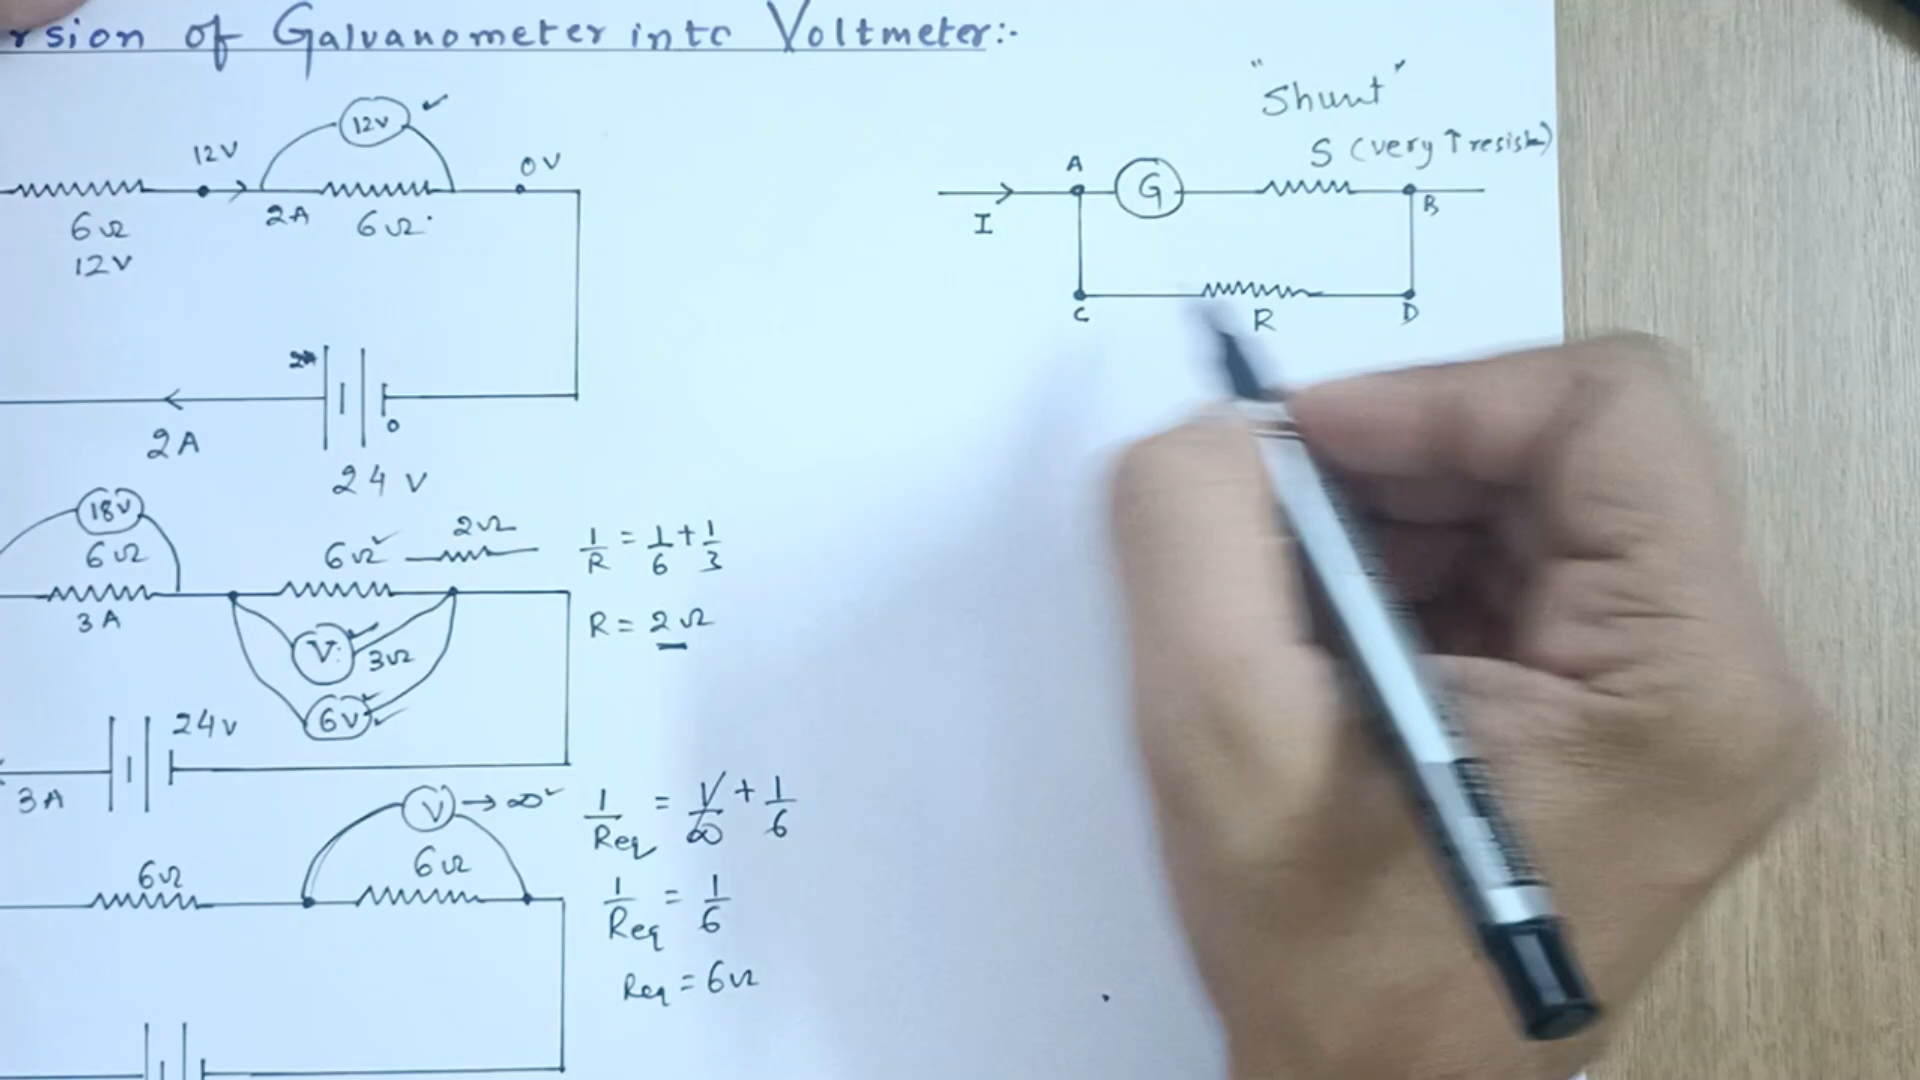 rsion of Galvanometer into Voltmeter:-
12V
12V
2A
6Ω
0V
6Ω
12V
2A
0
24V
18V
6Ω
3A
6Ω
2Ω
V
3Ω
6V
1/R = 1/6 + 1/3
R = 2Ω
24V
3A
V → ∞
6Ω
6Ω
1/Req = 1/∞ + 1/6
1/Req = 1/6
Req = 6Ω
"Shunt"
S (very ↑ resist)
A
G
B
I
C
R
D